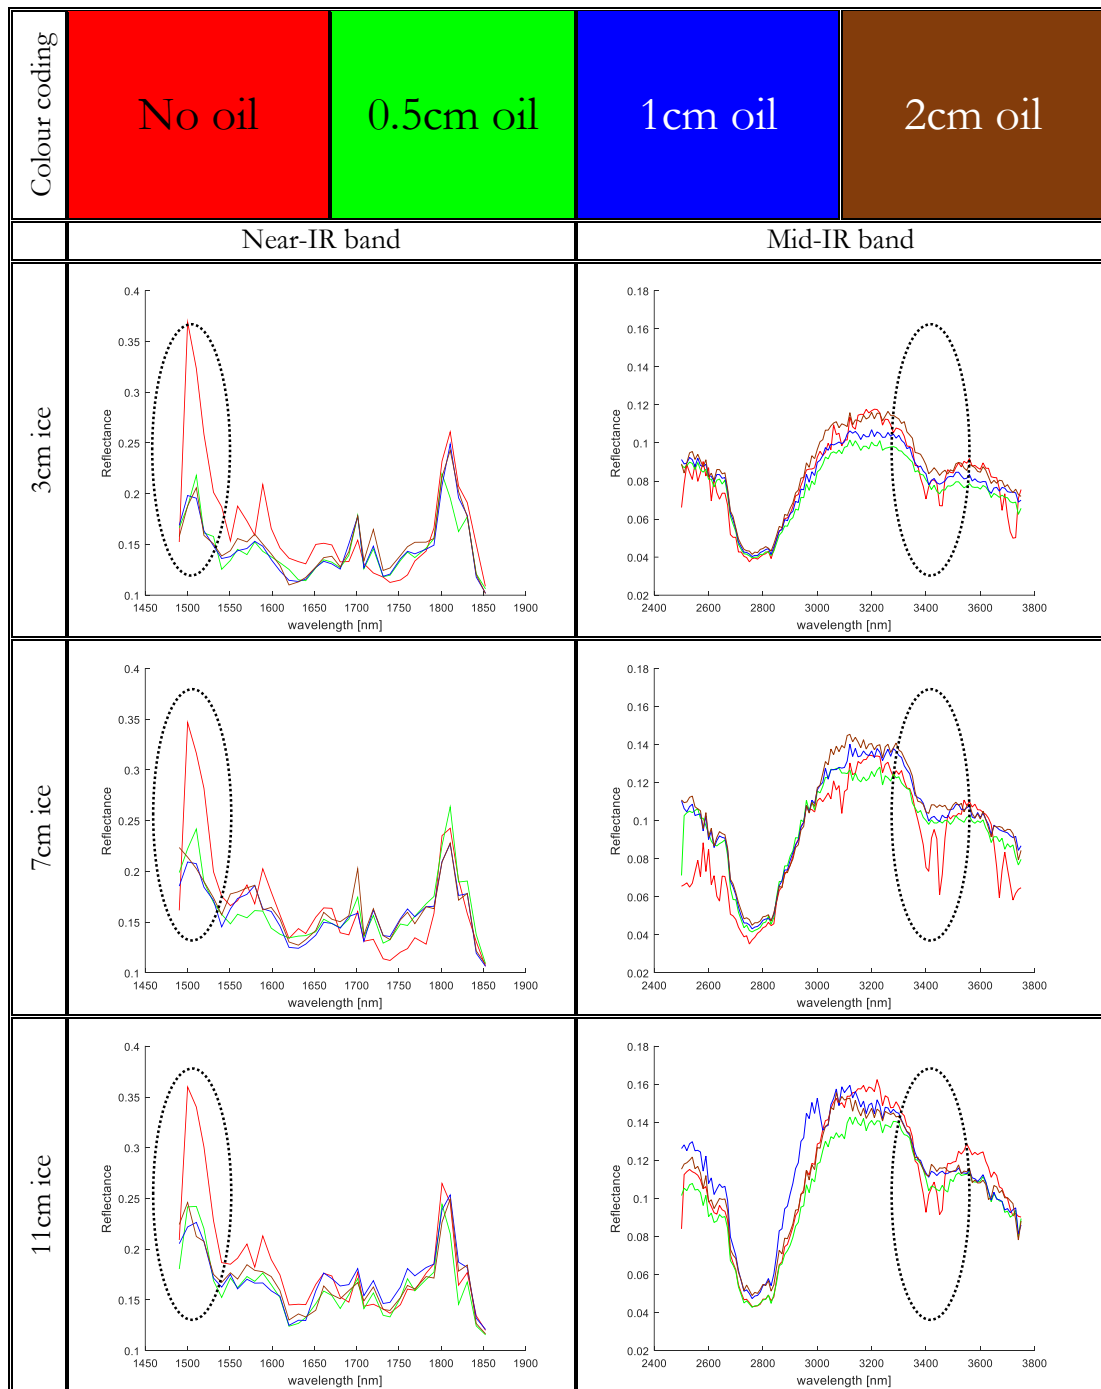 Colour coding
No oil
0.5cm oil
1cm oil
2cm oil
Near-IR band
Mid-IR band
3cm ice
0.4
0.35
0.3
0.25
0.2
0.15
0.1
Reflectance
1450 1500 1550 1600 1650 1700 1750 1800 1850 1900
wavelength [nm]
0.18
0.16
0.14
0.12
0.1
0.08
0.06
0.04
0.02
Reflectance
2400 2600 2800 3000 3200 3400 3600 3800
wavelength [nm]
7cm ice
0.4
0.35
0.3
0.25
0.2
0.15
0.1
Reflectance
1450 1500 1550 1600 1650 1700 1750 1800 1850 1900
wavelength [nm]
0.18
0.16
0.14
0.12
0.1
0.08
0.06
0.04
0.02
Reflectance
2400 2600 2800 3000 3200 3400 3600 3800
wavelength [nm]
11cm ice
0.4
0.35
0.3
0.25
0.2
0.15
0.1
Reflectance
1450 1500 1550 1600 1650 1700 1750 1800 1850 1900
wavelength [nm]
0.18
0.16
0.14
0.12
0.1
0.08
0.06
0.04
0.02
Reflectance
2400 2600 2800 3000 3200 3400 3600 3800
wavelength [nm]